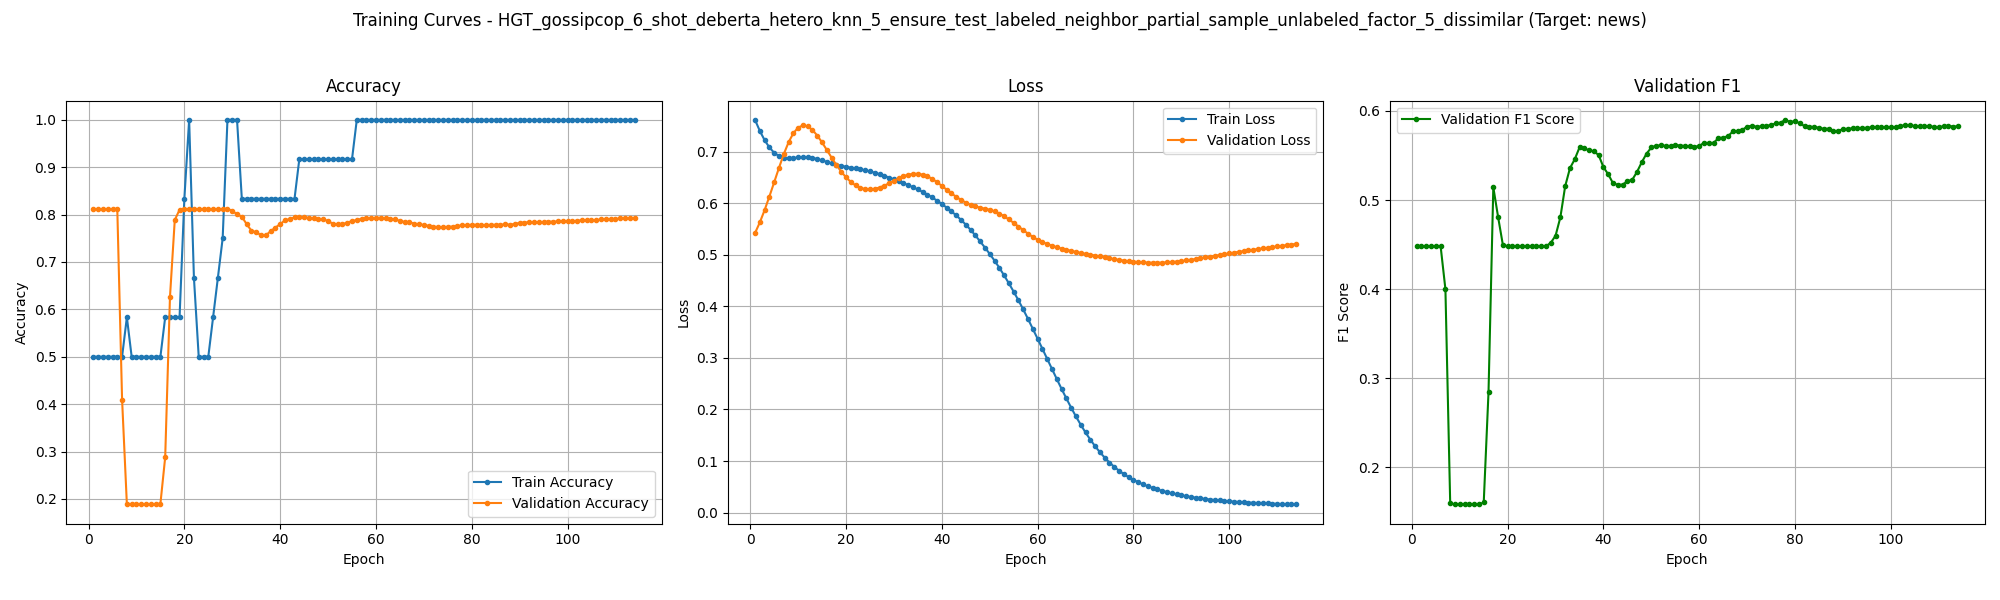 Training Curves - HGT_gossipcop_6_shot_deberta_hetero_knn_5_ensure_test_labeled_neighbor_partial_sample_unlabeled_factor_5_dissimilar (Target: news)
Accuracy
1.0
0.9
0.8
0.7
0.6
0.5
0.4
0.3
0.2
Accuracy
Train Accuracy
Validation Accuracy
0 20 40 60 80 100
Epoch
Loss
0.7
0.6
0.5
0.4
0.3
0.2
0.1
0.0
Loss
Train Loss
Validation Loss
0 20 40 60 80 100
Epoch
Validation F1
0.6
0.5
0.4
0.3
0.2
F1 Score
Validation F1 Score
0 20 40 60 80 100
Epoch